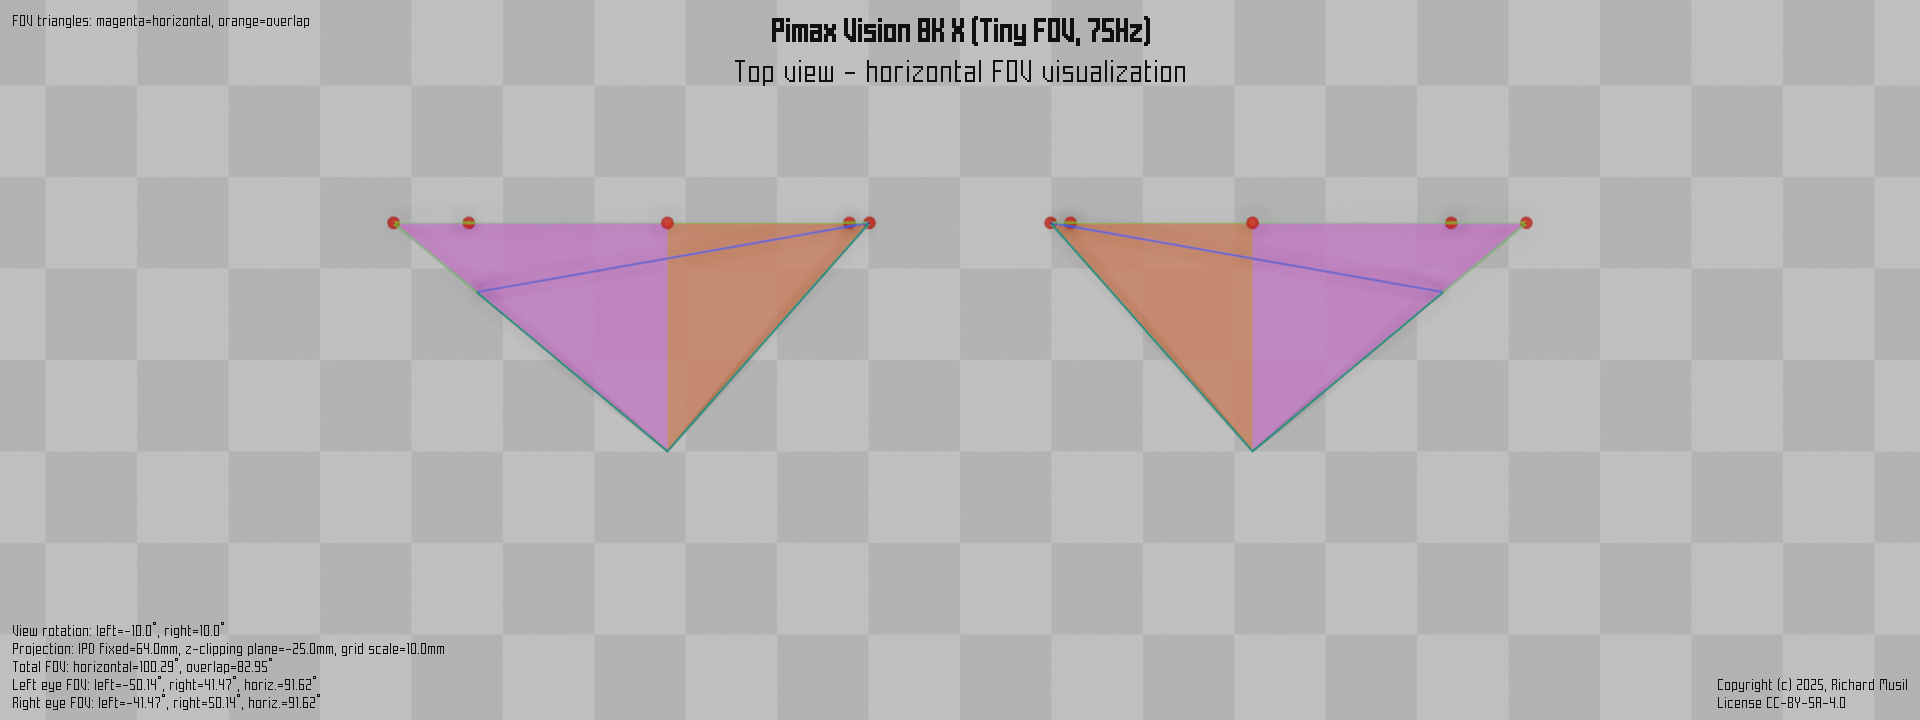 FOV triangles: magenta=horizontal, orange=overlap
Pimax Vision 8K X (Tiny FOV, 75Hz)
Top view - horizontal FOV visualization
View rotation: left=-10.0°, right=10.0°
Projection: IPD fixed=64.0mm, z-clipping plane=-25.0mm, grid scale=10.0mm
Total FOV: horizontal=100.29°, overlap=82.95°
Left eye FOV: left=-50.14°, right=41.47°, horiz.=91.62°
Right eye FOV: left=-41.47°, right=50.14°, horiz.=91.62°
Copyright (c) 2025, Richard Musil
License CC-BY-SA-4.0